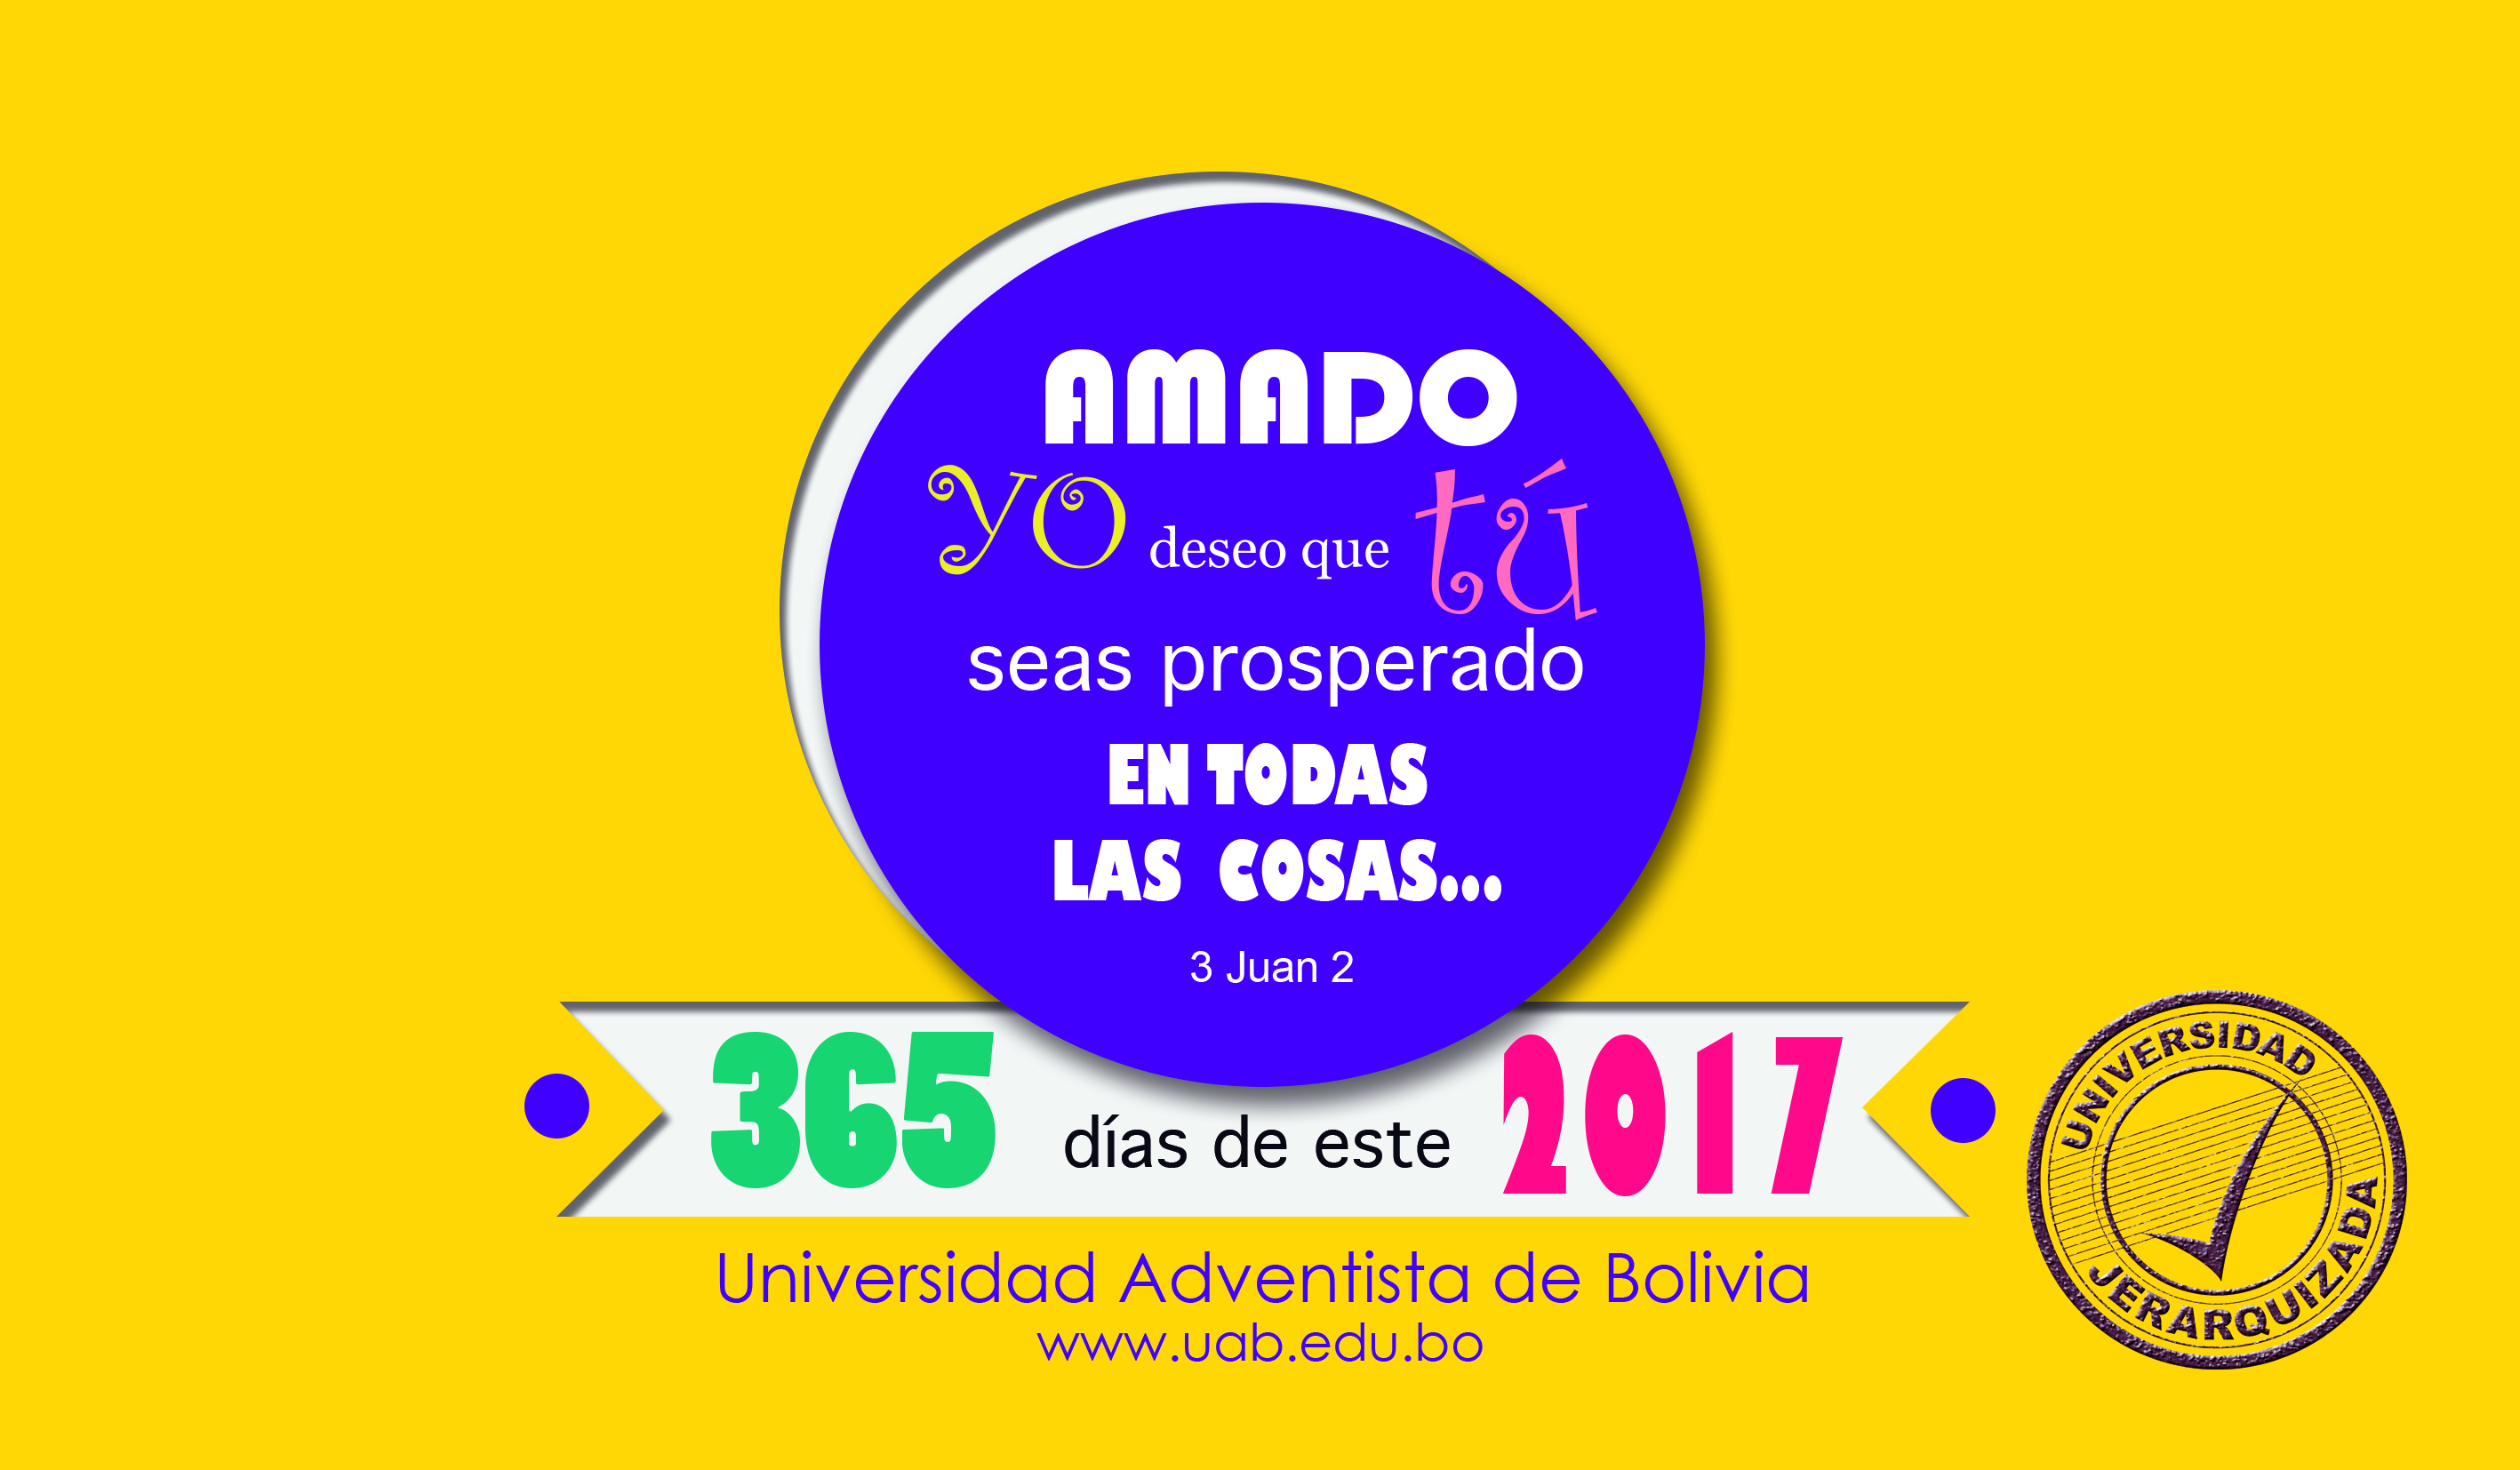 AMADO
yo deseo que tú
seas prosperado
EN TODAS
LAS COSAS...
3 Juan 2
365 días de este 2017
Universidad Adventista de Bolivia
www.uab.edu.bo
UNIVERSIDAD
JERARQUIZADA